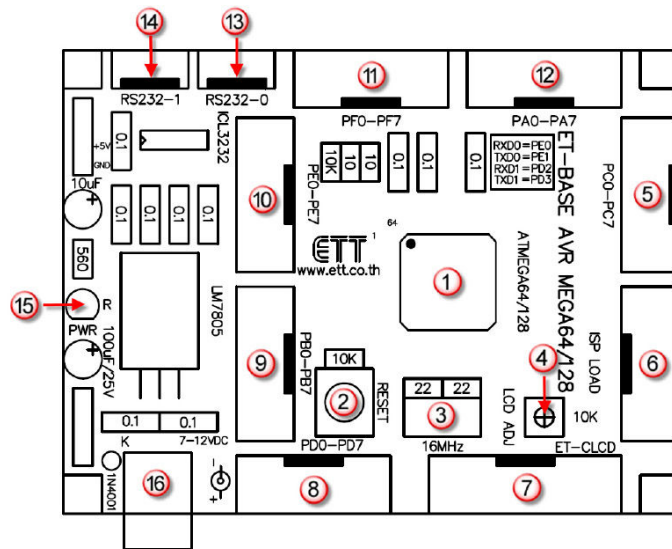 14
13
RS232-1
RS232-0
11
12
PF0-PF7
PA0-PA7
+5V
GND
0.1
ICL3232
10K
10
10
0.1
0.1
0.1
RXD0=PE0
TXD0=PE1
RXD1=PD2
TXD1=PD3
ET-BASE AVR MEGA64/128
PC0-PC7
5
10uF
0.1
0.1
0.1
0.1
10
PE0-PE7
ETT
www.ett.co.th
1
64
1
ATMEGA64/128
560
15
R
PWR
LM7805
100uF/25V
9
PB0-PB7
10K
2
RESET
22
22
3
16MHz
4
LCD ADJ
10K
ISP LOAD
6
0.1
0.1
K
7-12VDC
PD0-PD7
ET-CLCD
1N4001
16
-
+
8
7